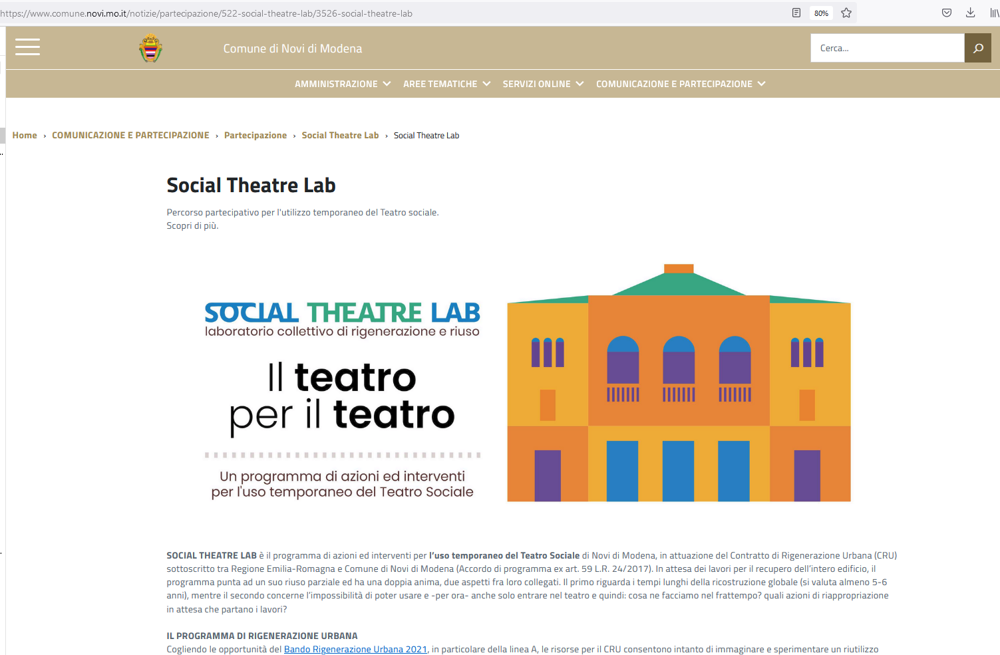 https://www.comune.novi.mo.it/notizie/partecipazione/522-social-theatre-lab/3526-social-theatre-lab
80%
Comune di Novi di Modena
Cerca...
AMMINISTRAZIONE
AREE TEMATICHE
SERVIZI ONLINE
COMUNICAZIONE E PARTECIPAZIONE
Home › COMUNICAZIONE E PARTECIPAZIONE › Partecipazione › Social Theatre Lab › Social Theatre Lab
Social Theatre Lab
Percorso partecipativo per l'utilizzo temporaneo del Teatro sociale.
Scopri di più.
SOCIAL THEATRE LAB
laboratorio collettivo di rigenerazione e riuso
Il teatro
per il teatro
Un programma di azioni ed interventi
per l'uso temporaneo del Teatro Sociale
SOCIAL THEATRE LAB è il programma di azioni ed interventi per l’uso temporaneo del Teatro Sociale di Novi di Modena, in attuazione del Contratto di Rigenerazione Urbana (CRU)
sottoscritto tra Regione Emilia-Romagna e Comune di Novi di Modena (Accordo di programma ex art. 59 L.R. 24/2017). In attesa dei lavori per il recupero dell’intero edificio, il
programma punta ad un suo riuso parziale ed ha una doppia anima, due aspetti fra loro collegati. Il primo riguarda i tempi lunghi della ricostruzione globale (si valuta almeno 5-6
anni), mentre il secondo concerne l’impossibilità di poter usare e -per ora- anche solo entrare nel teatro e quindi: cosa ne facciamo nel frattempo? quali azioni di riappropriazione
in attesa che partano i lavori?
IL PROGRAMMA DI RIGENERAZIONE URBANA
Cogliendo le opportunità del Bando Rigenerazione Urbana 2021, in particolare della linea A, le risorse per il CRU consentono intanto di immaginare e sperimentare un riutilizzo